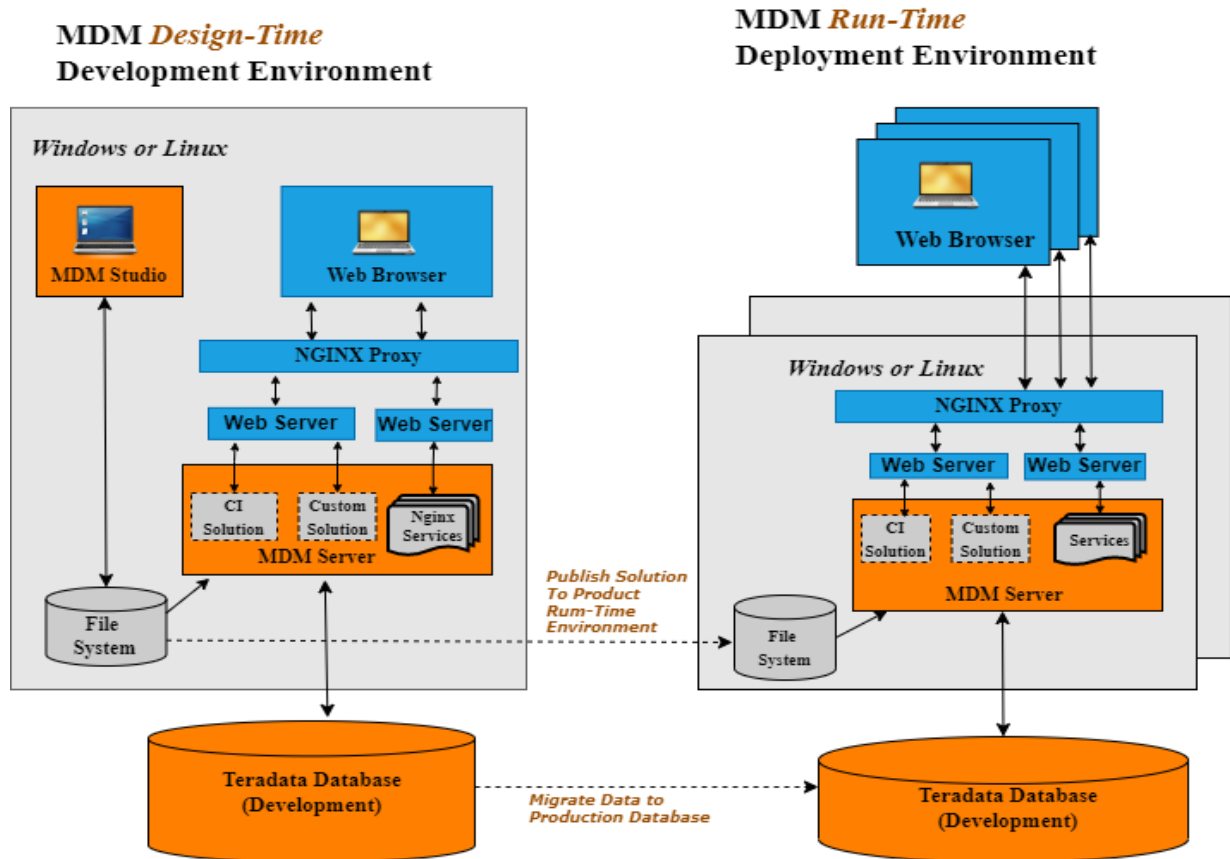 MDM Design-Time
Development Environment
Windows or Linux
MDM Studio
Web Browser
NGINX Proxy
Web Server
Web Server
CI
Solution
Custom
Solution
Nginx
Services
MDM Server
File
System
Teradata Database
(Development)
Publish Solution
To Product
Rum-Time
Environment
Migrate Data to
Production Database
MDM Run-Time
Deployment Environment
Web Browser
Windows or Linux
NGINX Proxy
Web Server
Web Server
CI
Solution
Custom
Solution
Services
MDM Server
File
System
Teradata Database
(Development)